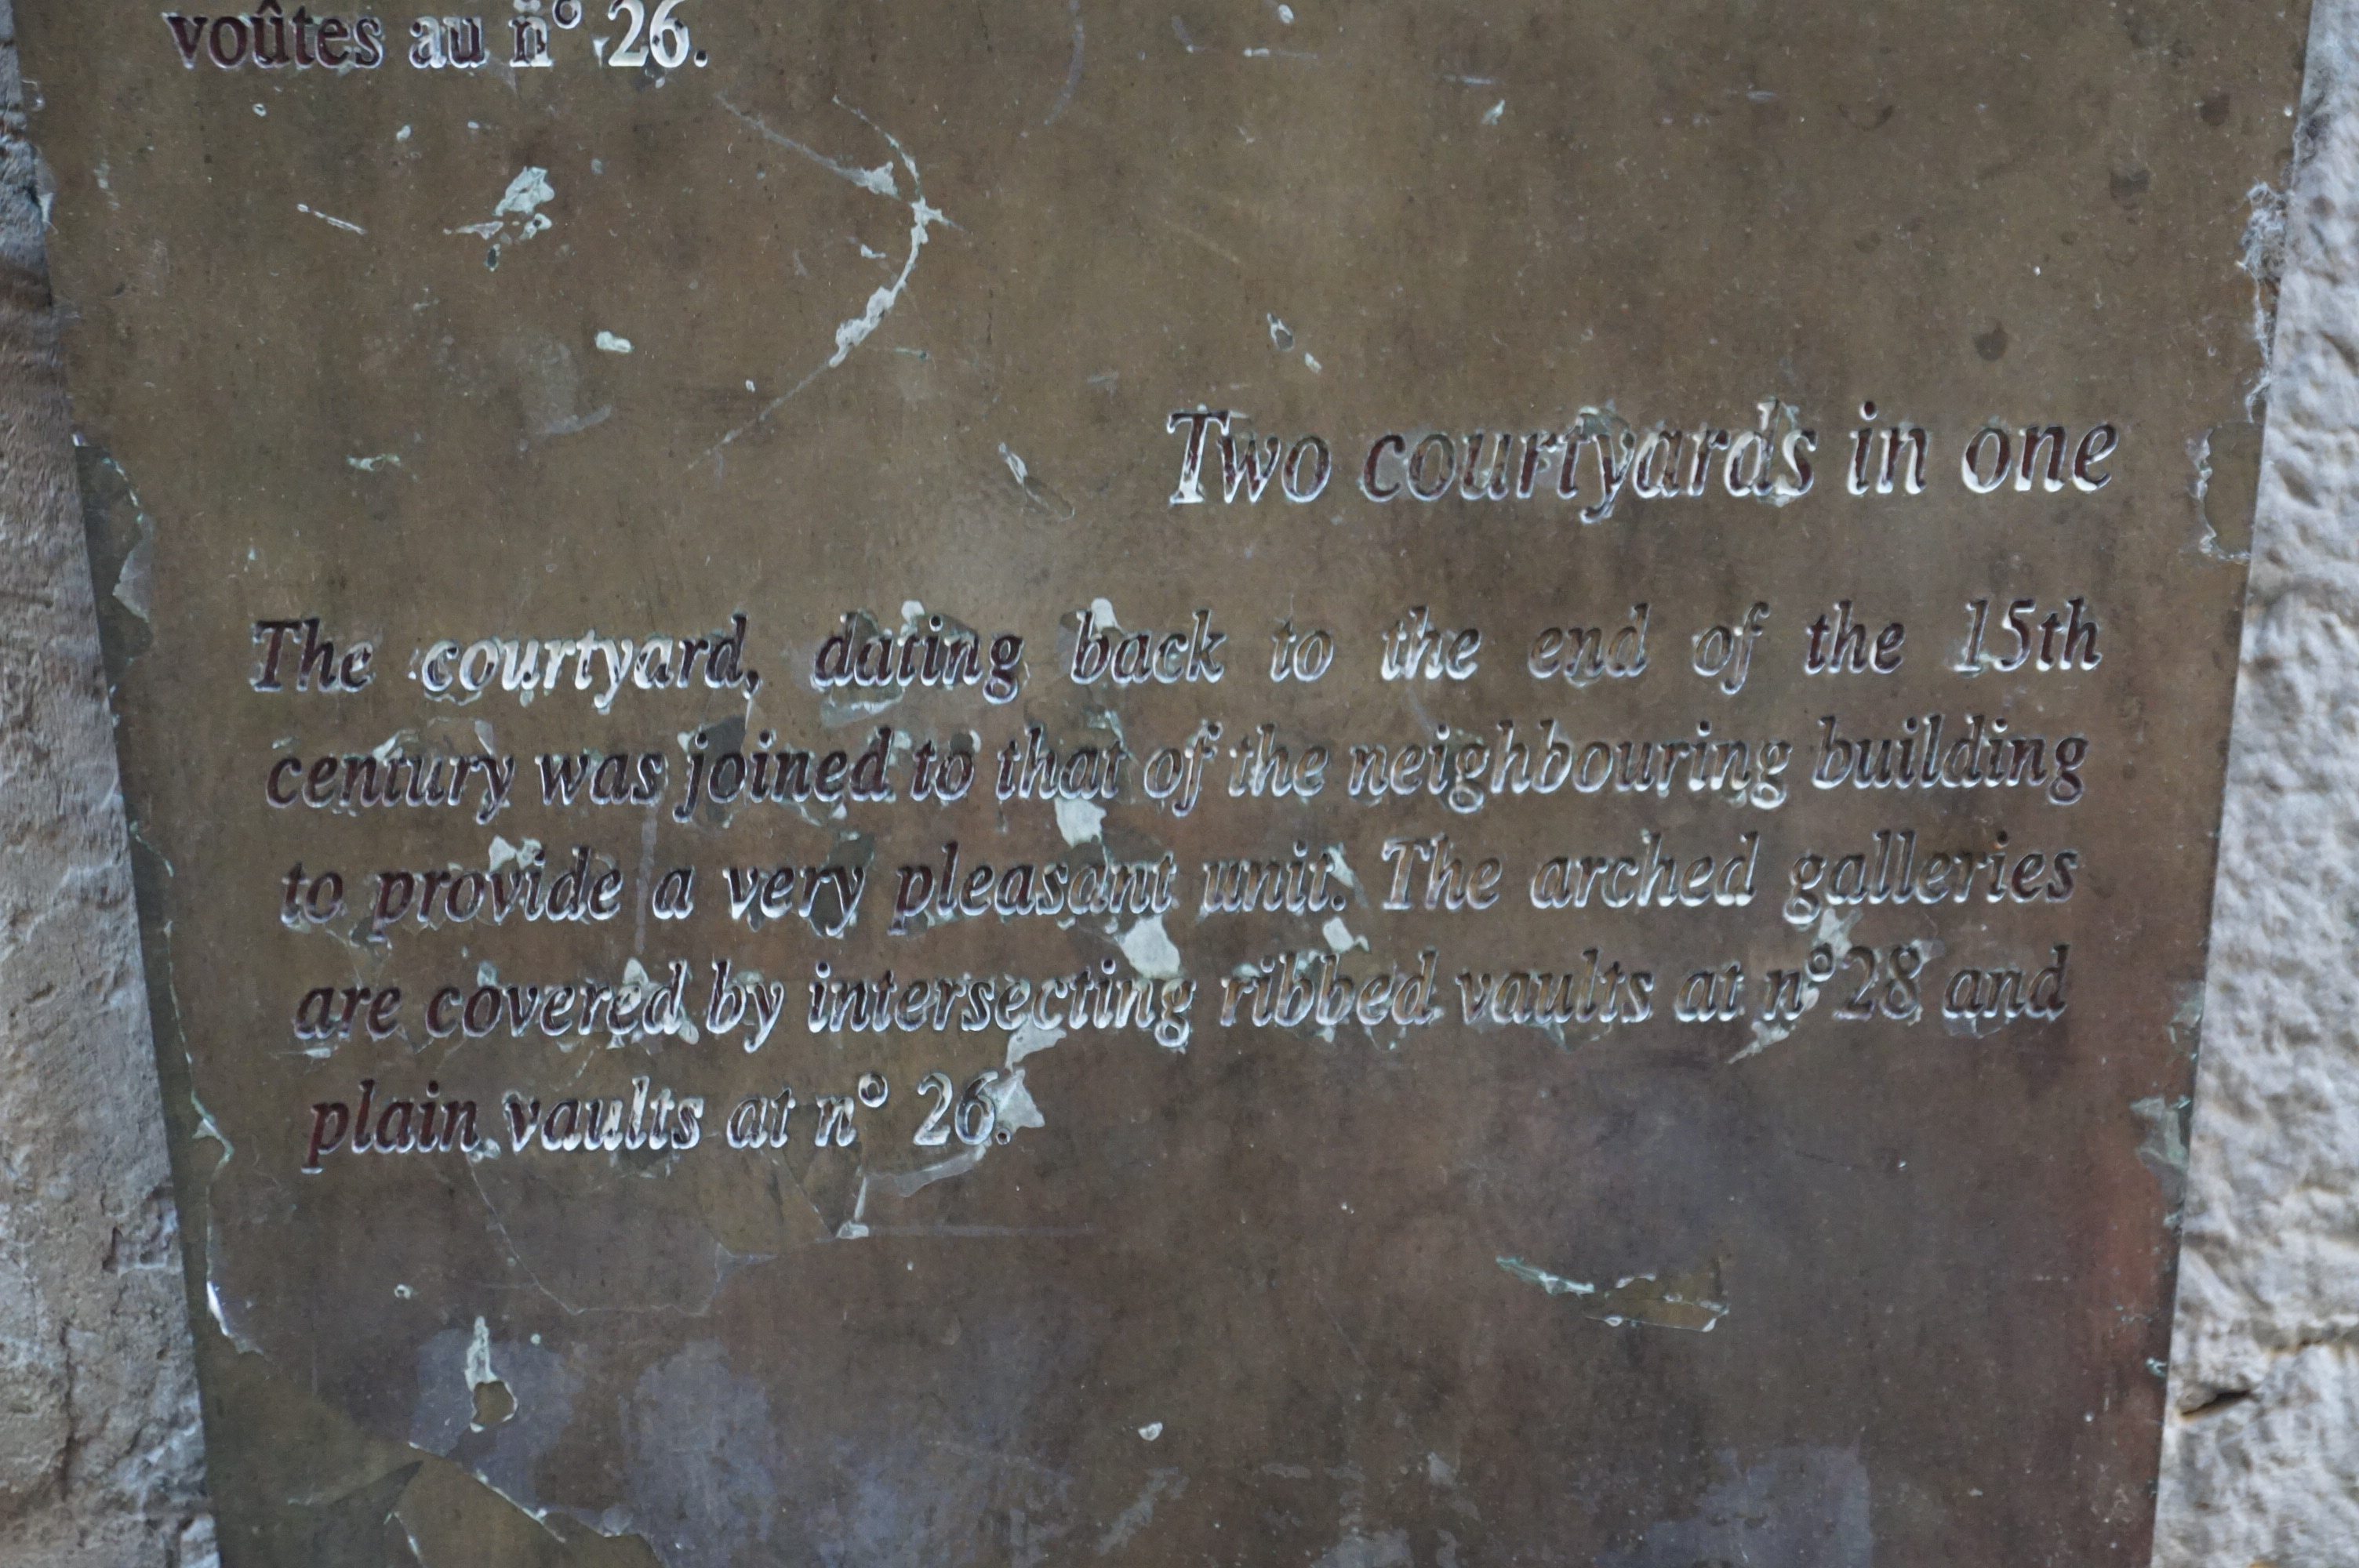 voûtes au n° 26.
Two courtyards in one
The courtyard, dating back to the end of the 15th
century was joined to that of the neighbouring building
to provide a very pleasant unit. The arched galleries
are covered by intersecting ribbed vaults at n° 28 and
plain vaults at n° 26.